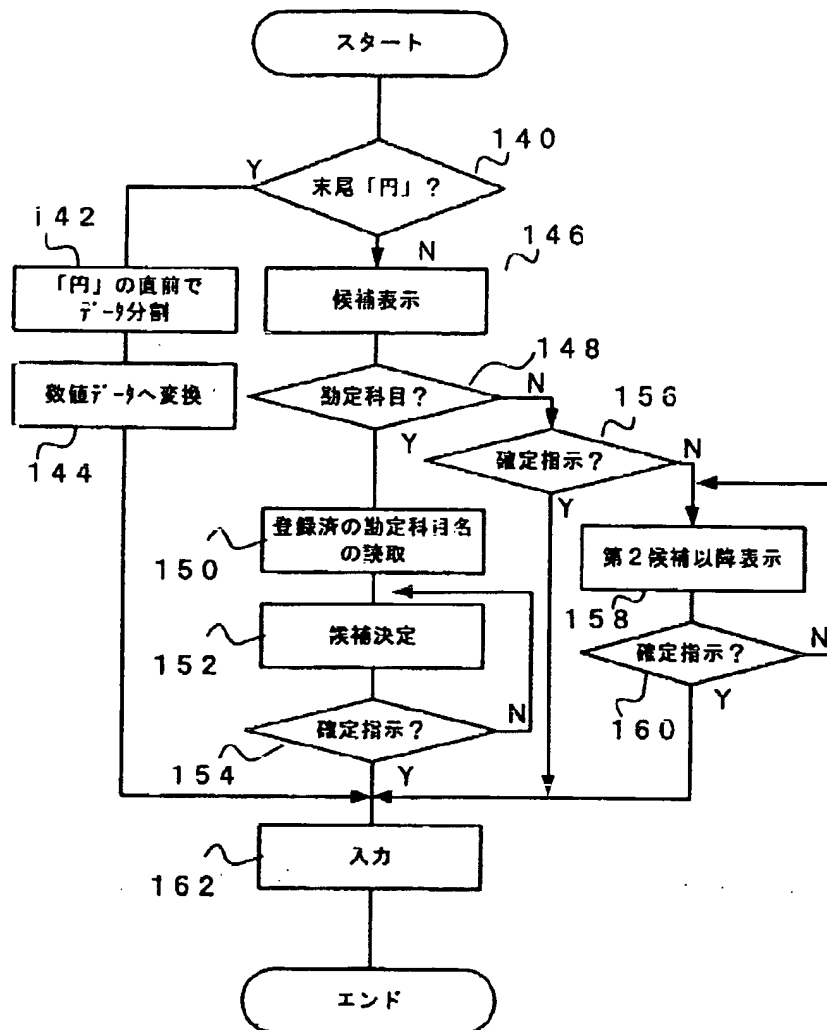 スタート
140
Y
末尾「円」?
i42
N
146
「円」の直前で
データ分割
候補表示
148
数値データへ変換
勘定科目?
N
156
144
Y
確定指示?
N
登録済の勘定科目名
の読取
150
Y
第2候補以降表示
158
候補決定
152
確定指示?
N
Y
160
確定指示?
N
154
Y
入力
162
エンド